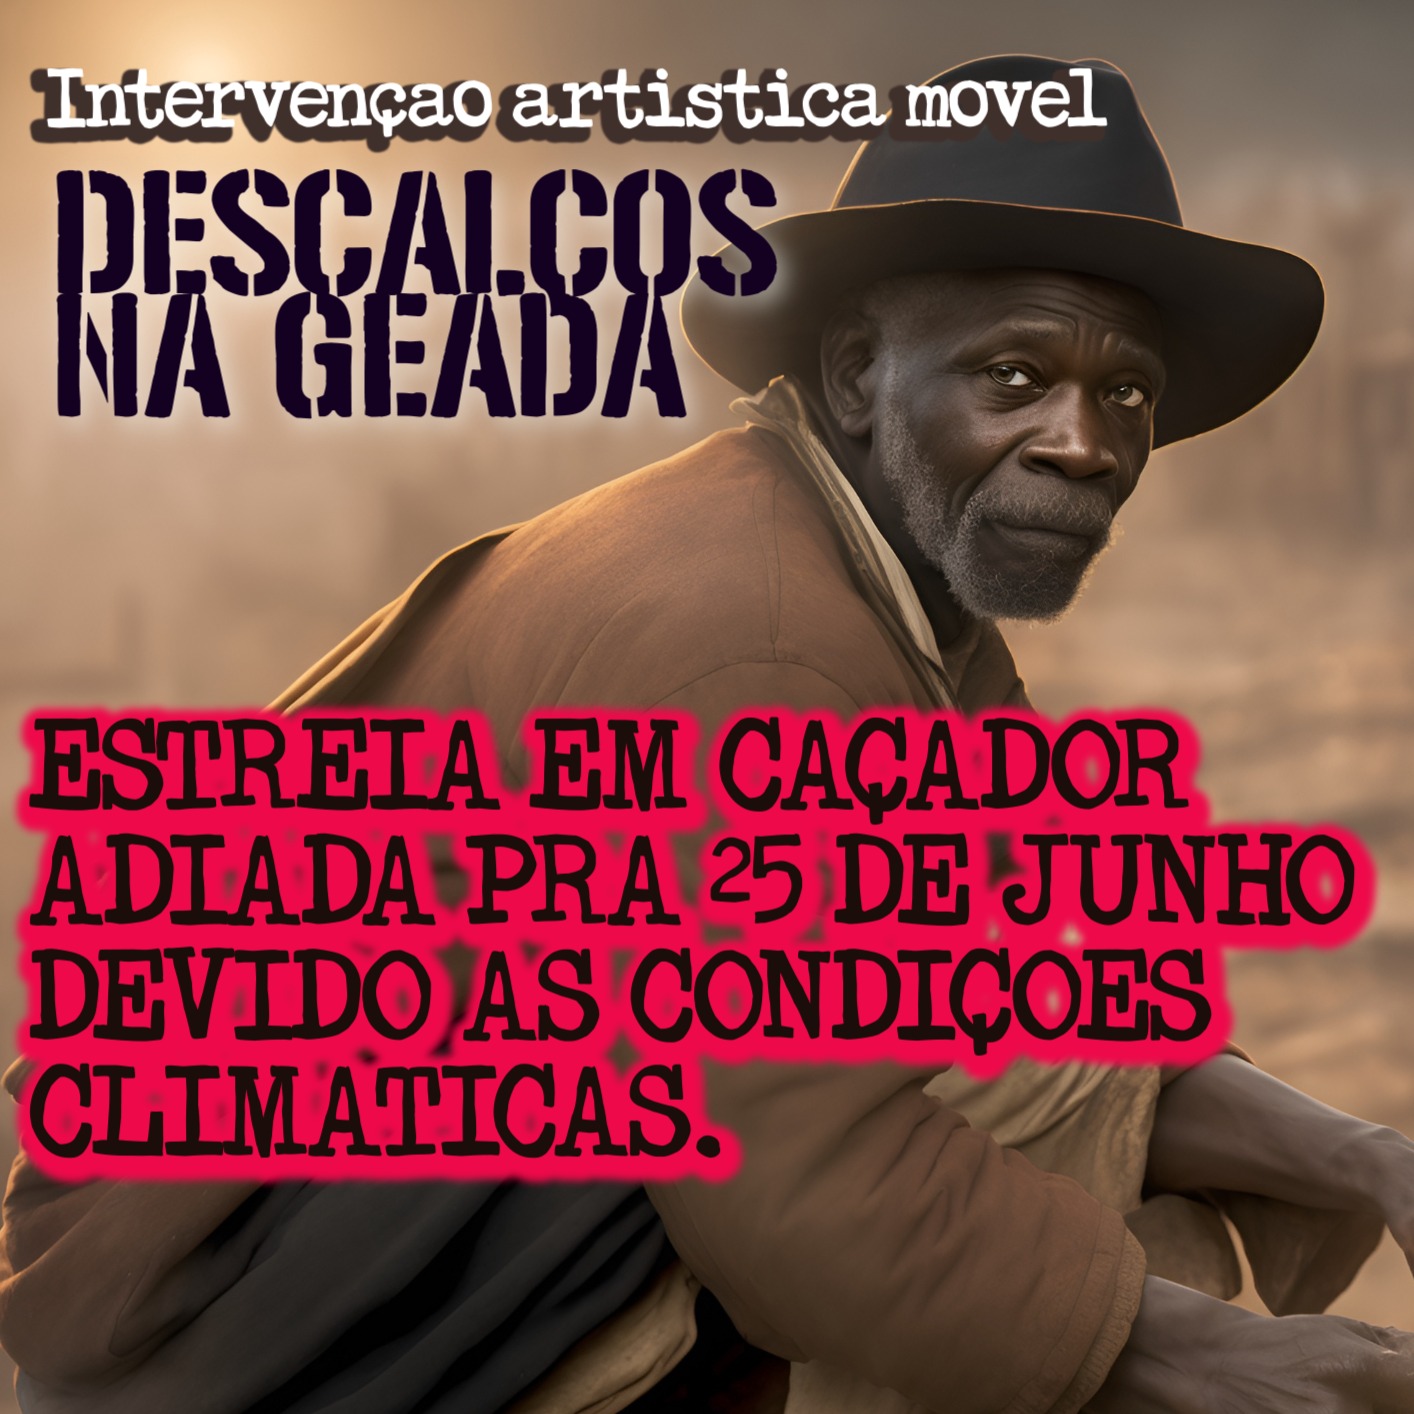 Intervençao artistica movel
DESCALÇOS
NA GEADA
ESTREIA EM CAÇADOR
ADIADA PRA 25 DE JUNHO
DEVIDO AS CONDIÇOES
CLIMATICAS.